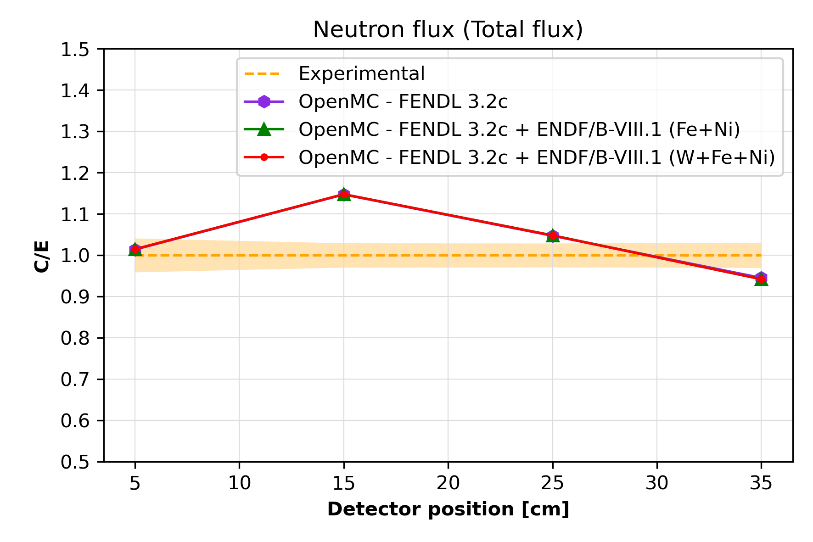 Neutron flux (Total flux)
Experimental
OpenMC - FENDL 3.2c
OpenMC - FENDL 3.2c + ENDF/B-VIII.1 (Fe+Ni)
OpenMC - FENDL 3.2c + ENDF/B-VIII.1 (W+Fe+Ni)
C/E
1.5
1.4
1.3
1.2
1.1
1.0
0.9
0.8
0.7
0.6
0.5
5 10 15 20 25 30 35
Detector position [cm]